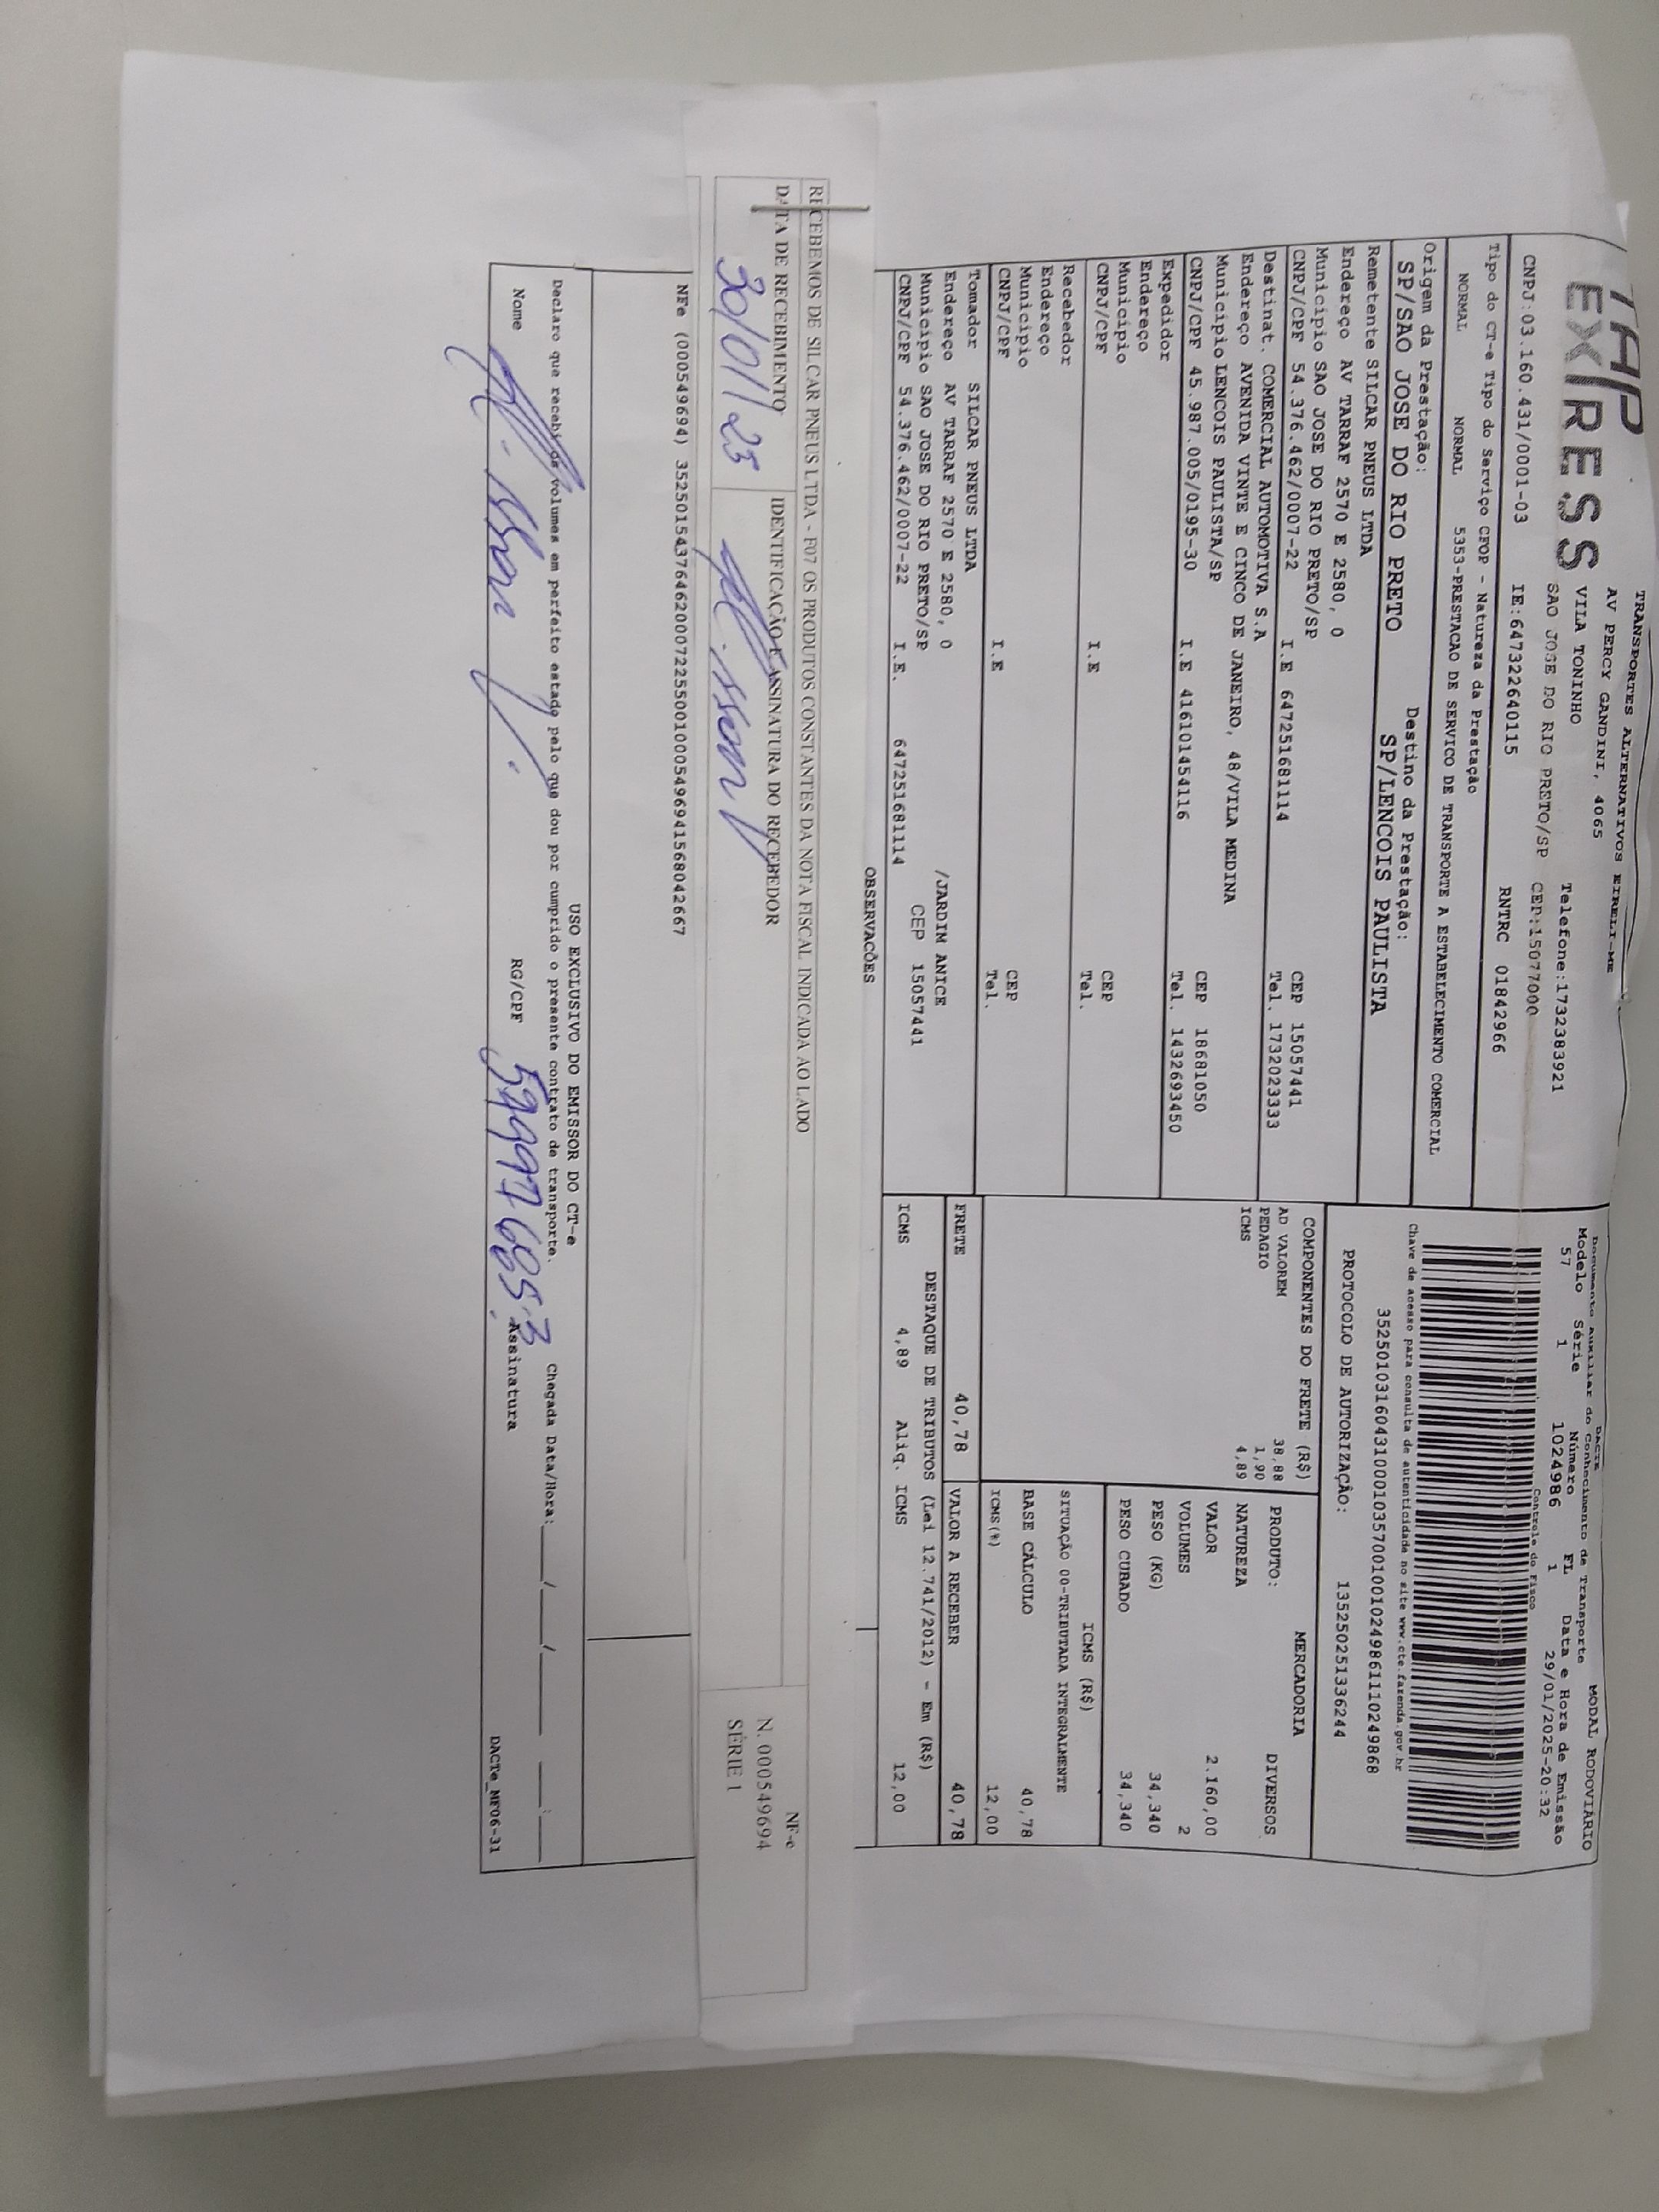 TAP
EXPRESS
TRANSPORTES ALTERNATIVOS EIRELI-ME
AV PERCY GANDINI, 4065
VILA TONINHO Telefone:1732383921
SAO JOSE DO RIO PRETO/SP CEP:15077000
CNPJ:03.160.431/0001-03 IE:647322640115 RNTRC 01842966
DACTE
Documento Auxiliar do Conhecimento de Transporte MODAL RODOVIÁRIO
Modelo Série Número FL Data e Hora de Emissão
57 1 1024986 1 29/01/2025-20:32
Controle do Fisco
Tipo do CT-e Tipo do Serviço CFOP - Natureza da Prestação
NORMAL NORMAL 5353-PRESTACAO DE SERVICO DE TRANSPORTE A ESTABELECIMENTO COMERCIAL
Chave de acesso para consulta de autenticidade no site www.cte.fazenda.gov.br
35250103160431000103570010010249861110249868
Origem da Prestação: Destino da Prestação:
SP/SAO JOSE DO RIO PRETO SP/LENCOIS PAULISTA
PROTOCOLO DE AUTORIZAÇÃO: 135250251336244
Remetente SILCAR PNEUS LTDA
Endereço AV TARRAF 2570 E 2580, 0
Município SAO JOSE DO RIO PRETO/SP CEP 15057441
CNPJ/CPF 54.376.462/0007-22 I.E 647251681114 Tel. 1732023333
Destinat. COMERCIAL AUTOMOTIVA S.A
Endereço AVENIDA VINTE E CINCO DE JANEIRO, 48/VILA MEDINA
Município LENCOIS PAULISTA/SP CEP 18681050
CNPJ/CPF 45.987.005/0195-30 I.E 416101454116 Tel. 1432693450
Expedidor
Endereço
Município CEP
CNPJ/CPF I.E Tel.
Recebedor
Endereço
Município CEP
CNPJ/CPF I.E Tel.
Tomador SILCAR PNEUS LTDA
Endereço AV TARRAF 2570 E 2580, 0 /JARDIM ANICE
Município SAO JOSE DO RIO PRETO/SP CEP 15057441
CNPJ/CPF 54.376.462/0007-22 I.E. 647251681114
COMPONENTES DO FRETE (R$)
AD VALOREM 38,88
PEDAGIO 1,90
ICMS 4,89
MERCADORIA
PRODUTO: DIVERSOS
NATUREZA
VALOR 2.160,00
VOLUMES 2
PESO (KG) 34,340
PESO CUBADO 34,340
ICMS (R$)
SITUAÇÃO 00-TRIBUTADA INTEGRALMENTE
BASE CÁLCULO 40,78
ICMS(%) 12,00
FRETE 40,78 VALOR A RECEBER 40,78
DESTAQUE DE TRIBUTOS (Lei 12.741/2012) - Em (R$)
ICMS 4,89 Aliq. ICMS 12,00
OBSERVAÇÕES
RECEBEMOS DE SILCAR PNEUS LTDA - F07 OS PRODUTOS CONSTANTES DA NOTA FISCAL INDICADA AO LADO
DATA DE RECEBIMENTO IDENTIFICAÇÃO E ASSINATURA DO RECEBEDOR
30/01/25
NF-e
N. 000549694
SÉRIE 1
NFe (000549694) 35250154376462000722550010005496941568042667
USO EXCLUSIVO DO EMISSOR DO CT-e
Declaro que recebi os volumes em perfeito estado pelo que dou por cumprido o presente contrato de transporte.
Chegada Data/Hora:___/___/____ ___:___
Nome RG/CPF Assinatura
DACTe_MF06-31